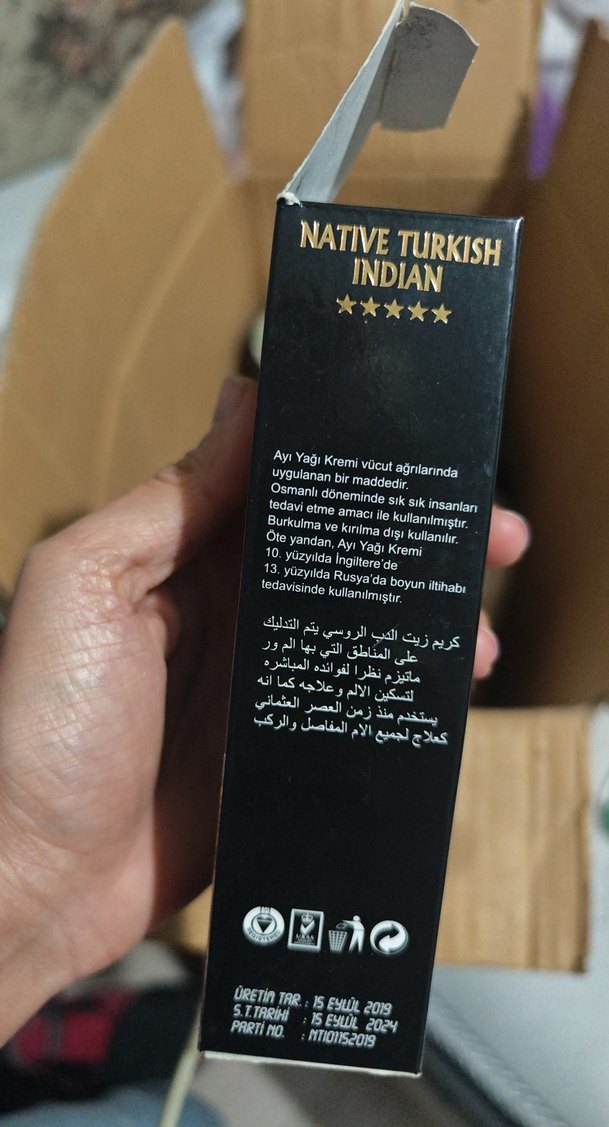 NATIVE TURKISH
INDIAN
Ayı Yağı Kremi vücut ağrılarında
uygulanan bir maddedir.
Osmanlı döneminde sık sık insanları
tedavi etme amacı ile kullanılmıştır.
Burkulma ve kırılma dışı kullanılır.
Öte yandan, Ayı Yağı Kremi
10. yüzyılda İngiltere'de
13. yüzyılda Rusya'da boyun iltihabı
tedavisinde kullanılmıştır.
كريم زيت الدب الروسي يتم التدليك
على المناطق التي بها الم ور
ماتيزم نظرا لفوائده المباشره
لتسكين الالم وعلاجه كما انه
يستخدم منذ زمن العصر العثماني
كعلاج لجميع الام المفاصل والركب
ÜRETİM TAR : 15 EYLÜL 2019
S.T.TARİHİ : 15 EYLÜL 2024
PARTİ NO. : NT101152019